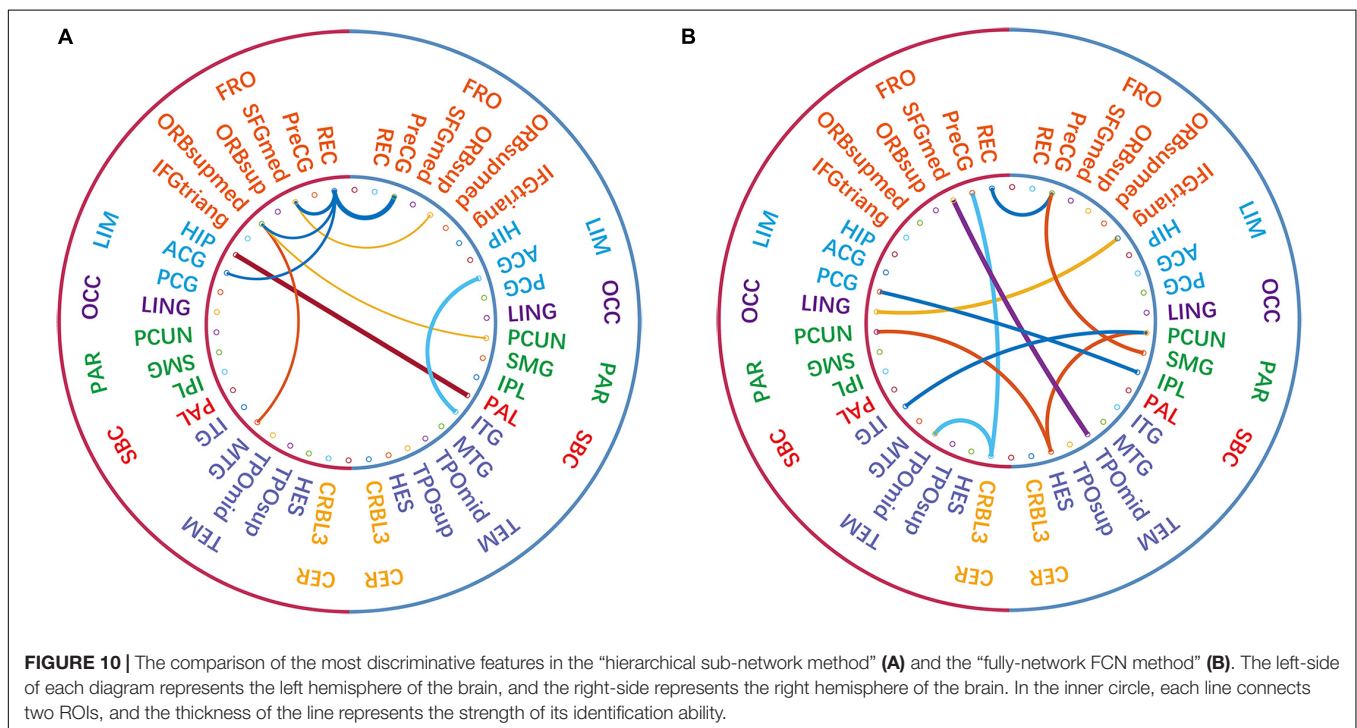 A
B
FRO
ORBsupmed
IFGtriang
ORBsup
SFGmed
PreCG
REC
LIM
HIP
ACG
PCG
OCC
LING
PAR
PCUN
SMG
IPL
SBC
PAL
TEM
ITG
MTG
TPOmid
TPOsup
HES
CER
CRBL3
FRO
REC
PreCG
SFGmed
ORBsup
ORBsupmed
IFGtriang
LIM
HIP
ACG
PCG
OCC
LING
PAR
PCUN
SMG
IPL
SBC
PAL
TEM
ITG
MTG
TPOmid
TPOsup
HES
CER
CRBL3
FRO
ORBsupmed
IFGtriang
ORBsup
SFGmed
PreCG
REC
LIM
HIP
ACG
PCG
OCC
LING
PAR
PCUN
SMG
IPL
SBC
PAL
TEM
ITG
MTG
TPOmid
TPOsup
HES
CER
CRBL3
FRO
REC
PreCG
SFGmed
ORBsup
ORBsupmed
IFGtriang
LIM
HIP
ACG
PCG
OCC
LING
PAR
PCUN
SMG
IPL
SBC
PAL
TEM
ITG
MTG
TPOmid
TPOsup
HES
CER
CRBL3
FIGURE 10 | The comparison of the most discriminative features in the “hierarchical sub-network method” (A) and the “fully-network FCN method” (B). The left-side
of each diagram represents the left hemisphere of the brain, and the right-side represents the right hemisphere of the brain. In the inner circle, each line connects
two ROIs, and the thickness of the line represents the strength of its identification ability.